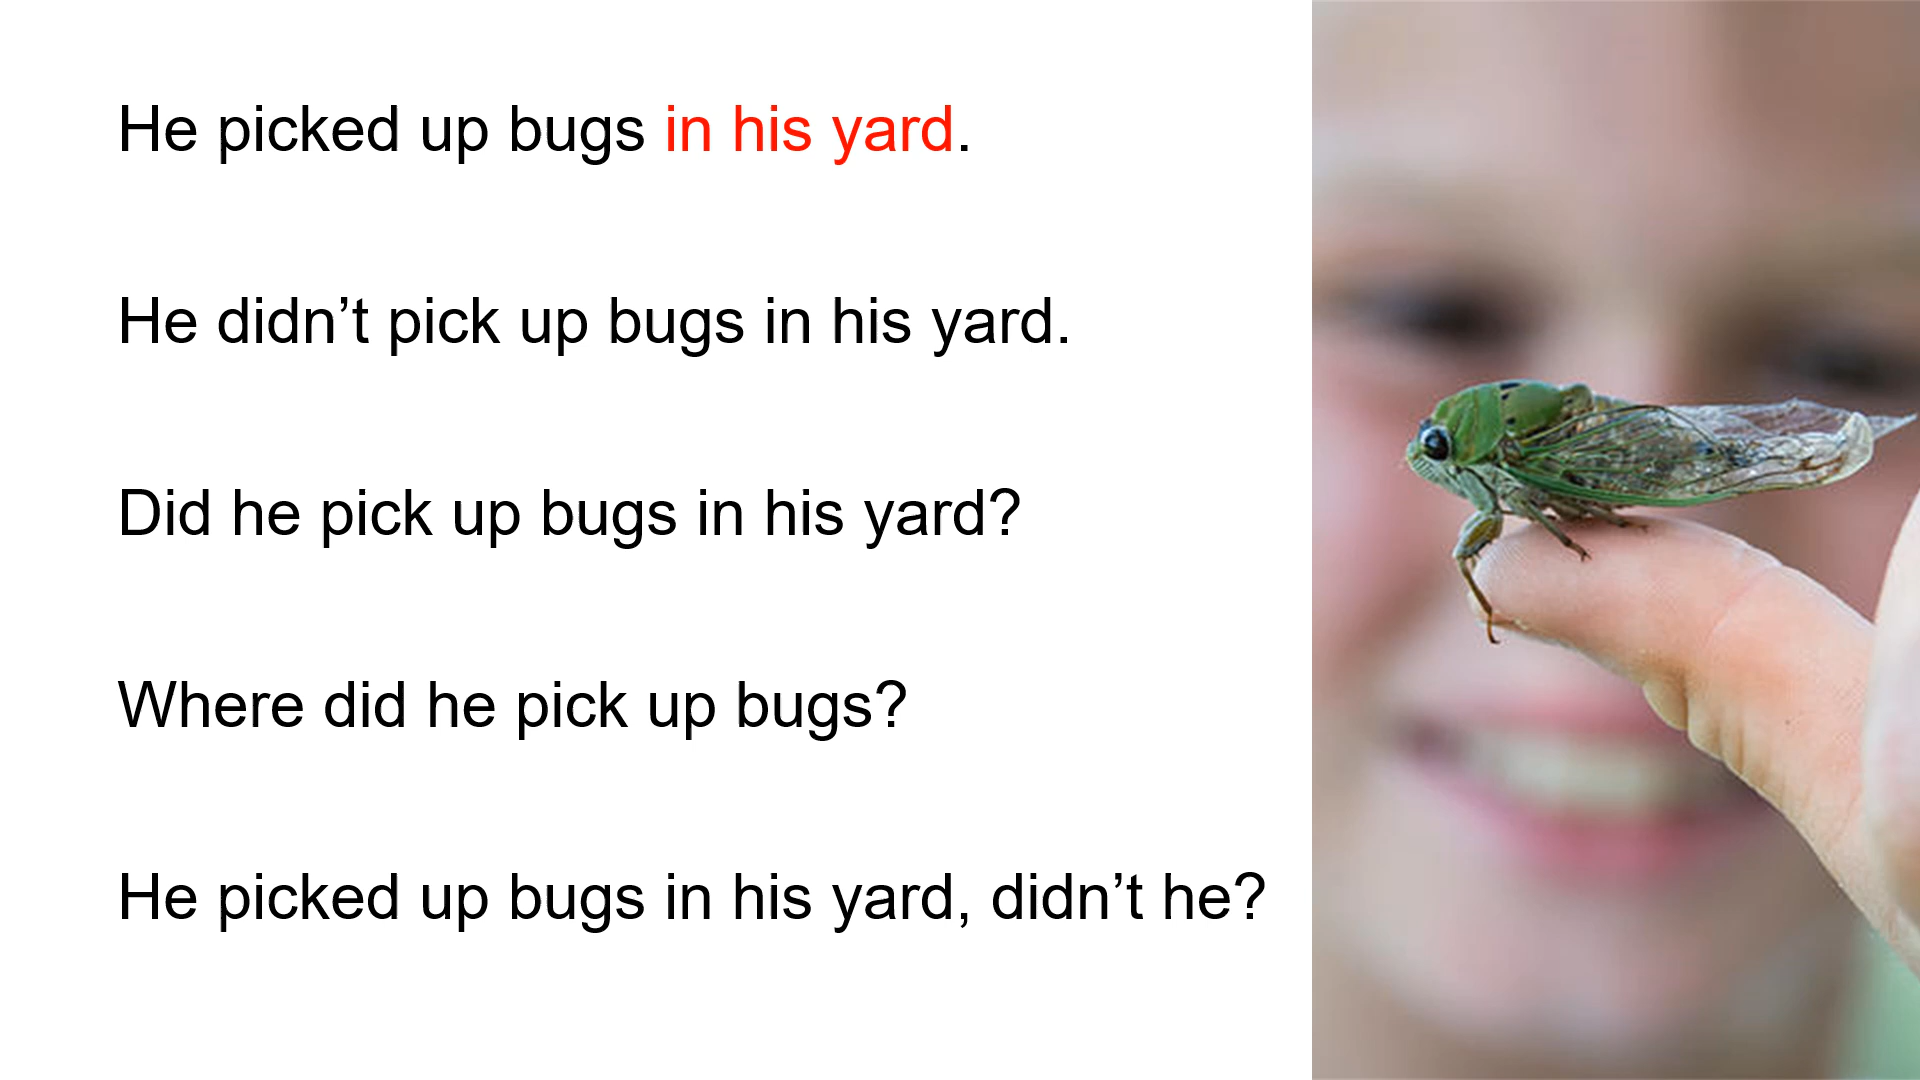 He picked up bugs in his yard.
He didn’t pick up bugs in his yard.
Did he pick up bugs in his yard?
Where did he pick up bugs?
He picked up bugs in his yard, didn’t he?